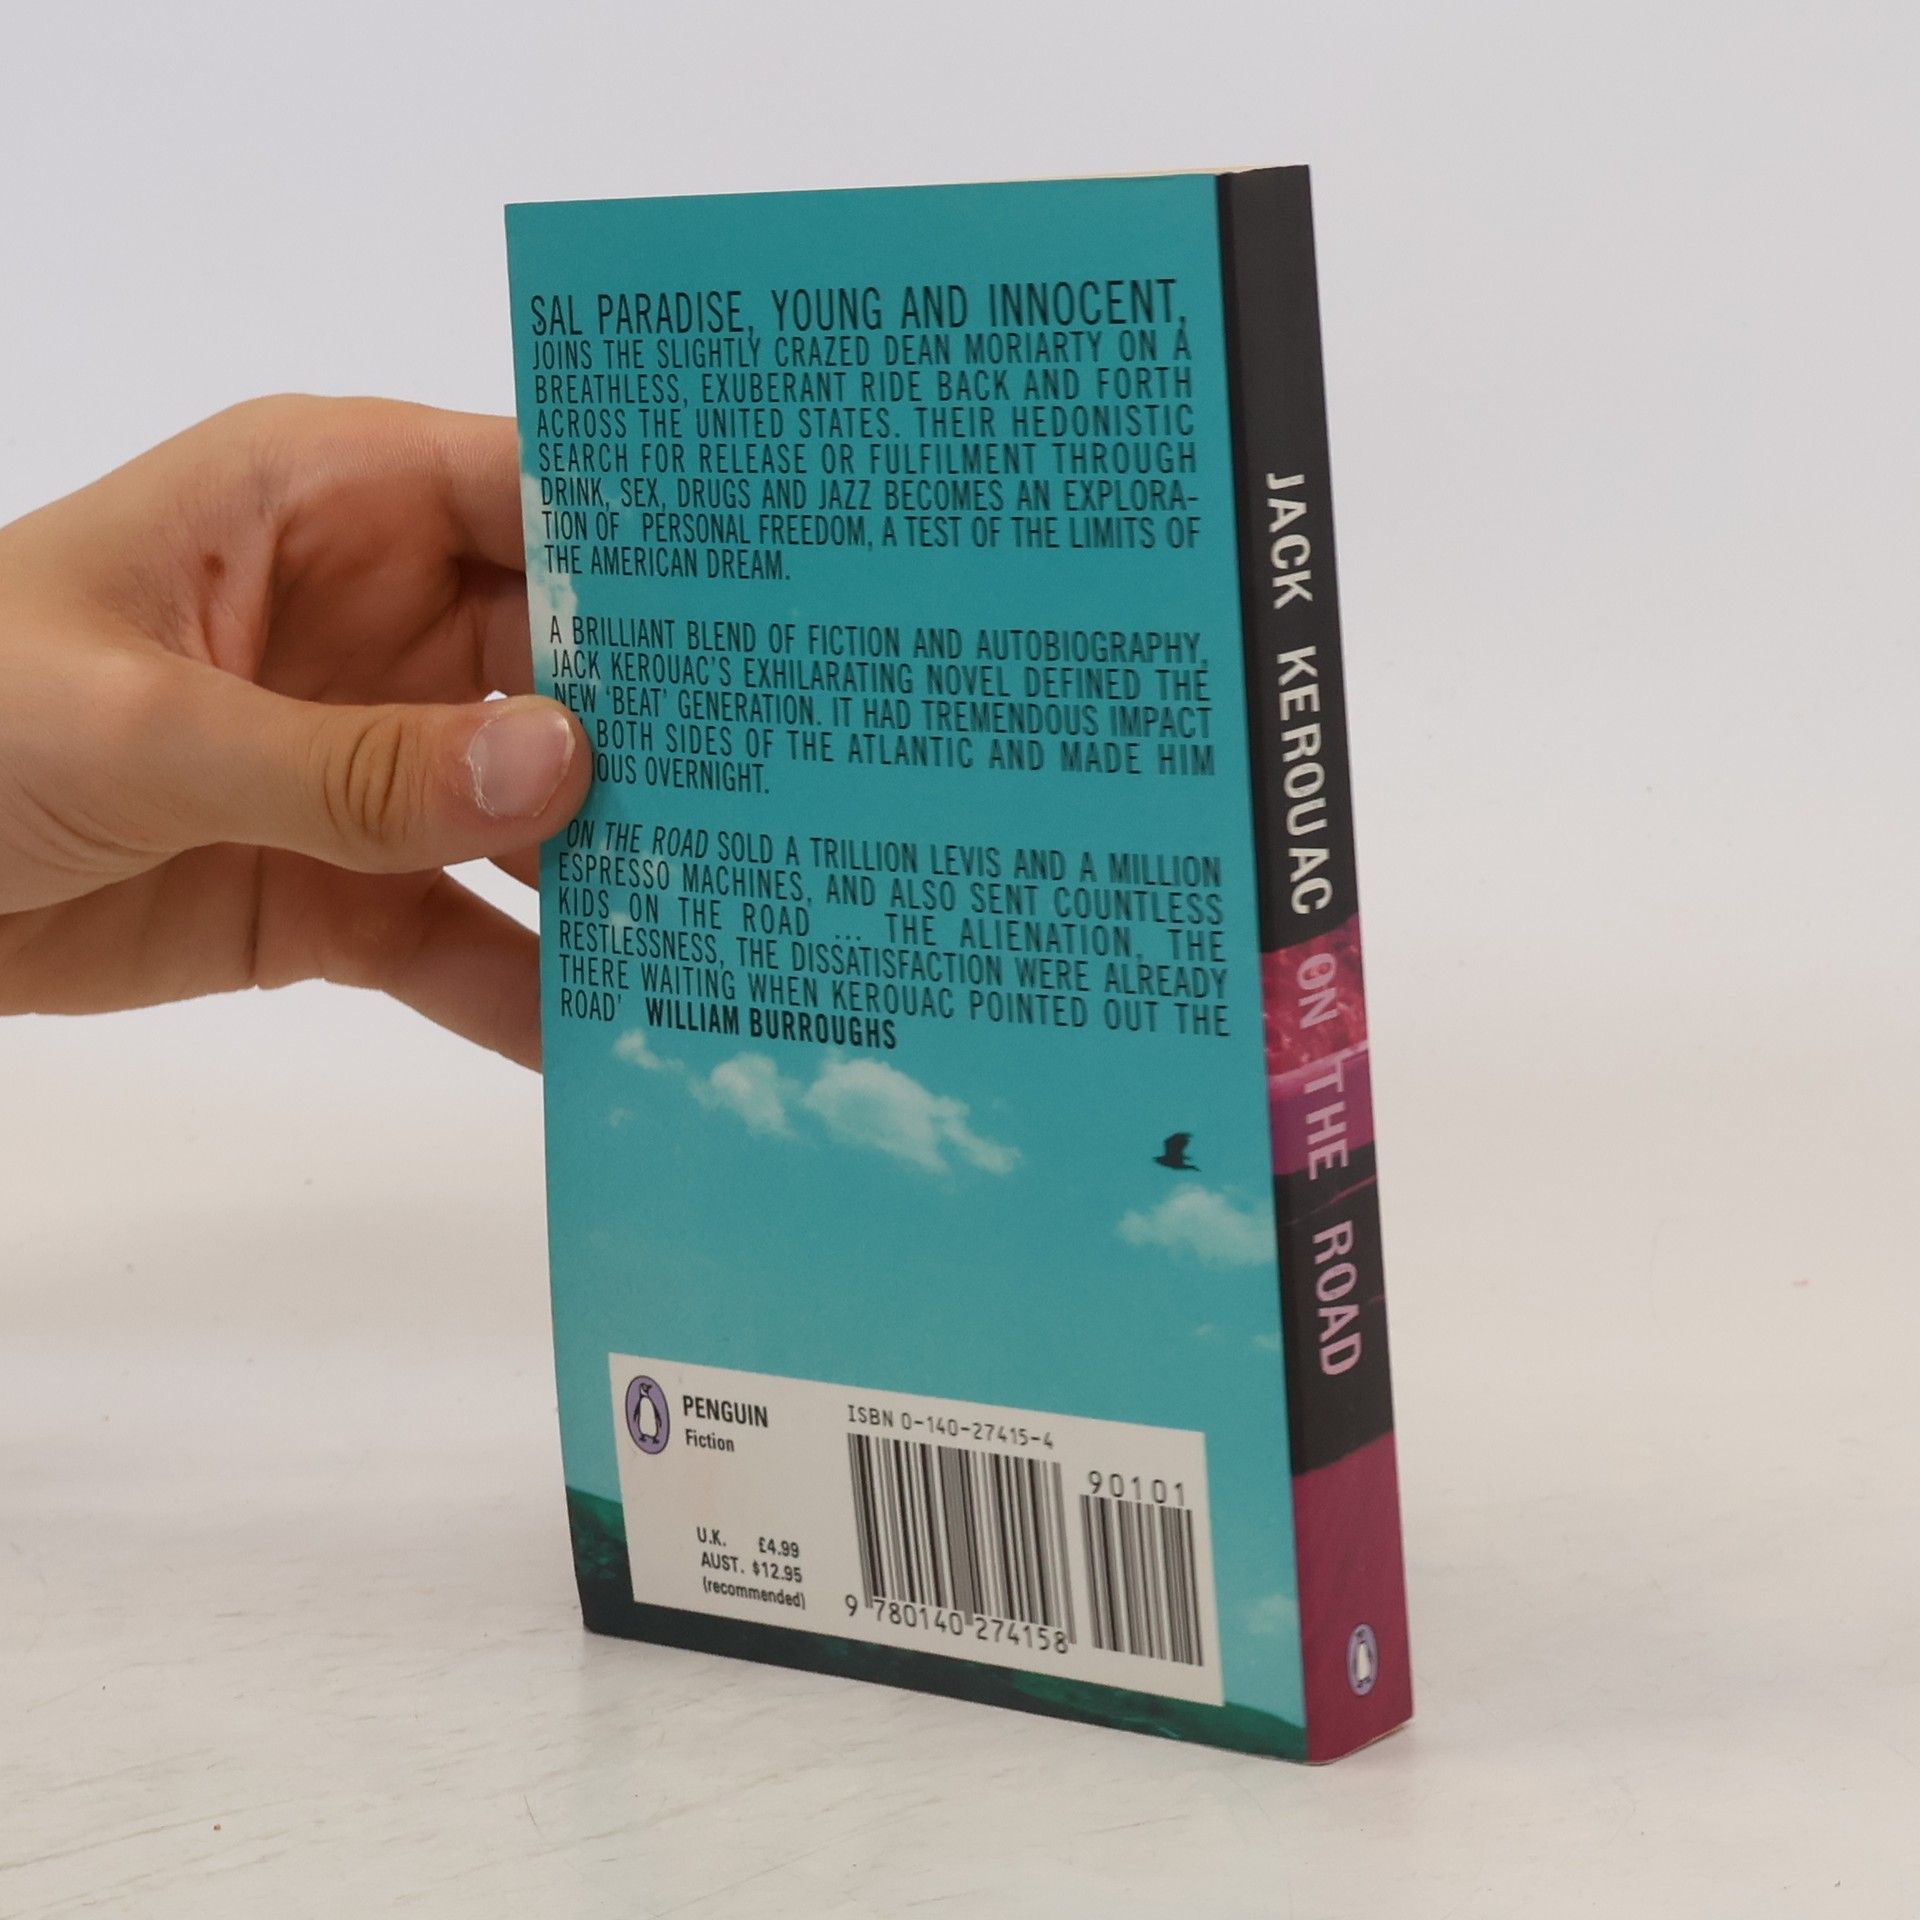 SAL PARADISE, YOUNG AND INNOCENT,
JOINS THE SLIGHTLY CRAZED DEAN MORIARTY ON A
BREATHLESS, EXUBERANT RIDE BACK AND FORTH
ACROSS THE UNITED STATES. THEIR HEDONISTIC
SEARCH FOR RELEASE OR FULFILMENT THROUGH
DRINK, SEX, DRUGS AND JAZZ BECOMES AN EXPLORA-
TION OF PERSONAL FREEDOM, A TEST OF THE LIMITS OF
THE AMERICAN DREAM.
A BRILLIANT BLEND OF FICTION AND AUTOBIOGRAPHY,
JACK KEROUAC'S EXHILARATING NOVEL DEFINED THE
NEW 'BEAT' GENERATION. IT HAD TREMENDOUS IMPACT
BOTH SIDES OF THE ATLANTIC AND MADE HIM
OVERNIGHT.
'ON THE ROAD SOLD A TRILLION LEVIS AND A MILLION
ESPRESSO MACHINES, AND ALSO SENT COUNTLESS
KIDS ON THE ROAD ... THE ALIENATION, THE
RESTLESSNESS, THE DISSATISFACTION WERE ALREADY
THERE WAITING WHEN KEROUAC POINTED OUT THE
ROAD' WILLIAM BURROUGHS
PENGUIN
Fiction
U.K. £4.99
AUST. $12.95
(recommended)
ISBN 0-140-27415-4
90101
9 780140 274158
JACK KEROUAC ON THE ROAD